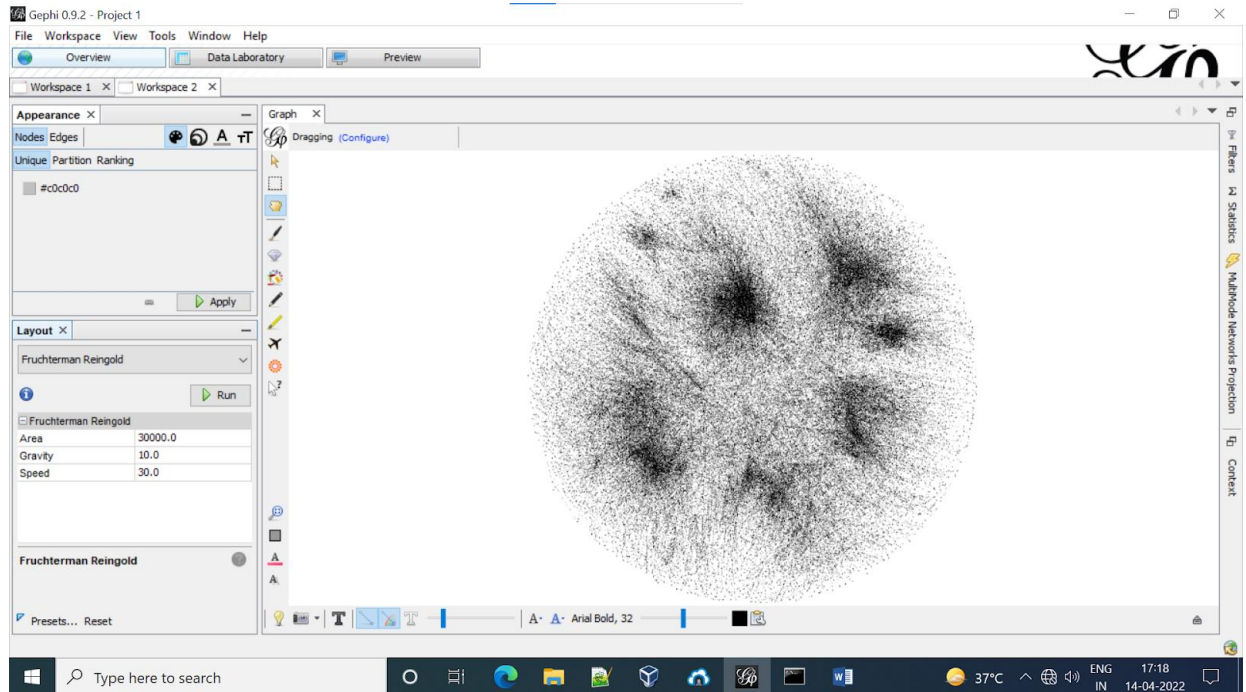 Gephi 0.9.2 - Project 1
File Workspace View Tools Window Help
Overview Data Laboratory Preview
Workspace 1 Workspace 2
Appearance
Nodes Edges
Unique Partition Ranking
#c0c0c0
Apply
Layout
Fruchterman Reingold
Run
Fruchterman Reingold
Area 30000.0
Gravity 10.0
Speed 30.0
Fruchterman Reingold
Presets... Reset
Graph
Dragging (Configure)
A- A- Arial Bold, 32
Filters
Statistics
MultiMode Networks Projection
Context
Type here to search
37°C
ENG
IN
17:18
14-04-2022